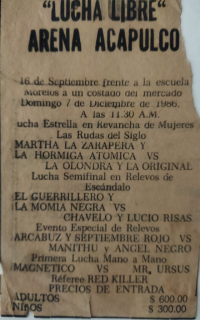 "LUCHA LIBRE"
ARENA ACAPULCO
16 de Septiembre frente a la escuela
Morelos a un costado del mercado
Domingo 7 de Diciembre de 1986,
A las 11.30 A.M.
ucha Estrella en Revancha de Mujeres
Las Rudas del Siglo
MARTHA LA ZARAPERA Y
LA HORMIGA ATOMICA VS
LA OLONDRA Y LA ORIGINAL
Lucha Semifinal en Relevos de
Escándalo
EL GUERRILLERO Y
LA MOMIA NEGRA VS
CHAVELO Y LUCIO RISAS
Evento Especial de Relevos
ARCABUZ Y SEPTIEMBRE ROJO VS
MANITHU y ANGEL NEGRO
Primera Lucha Mano a Mano
MAGNETICO VS MR, URSUS
Réferee RED KILLER
PRECIOS DE ENTRADA
ADULTOS $ 600.00
NIÑOS $ 300.00